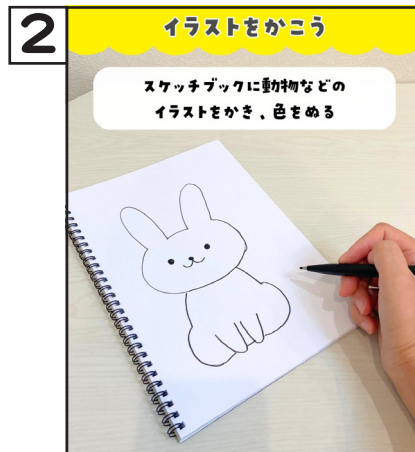 2
イラストをかこう
スケッチブックに動物などの
イラストをかき、色をぬる